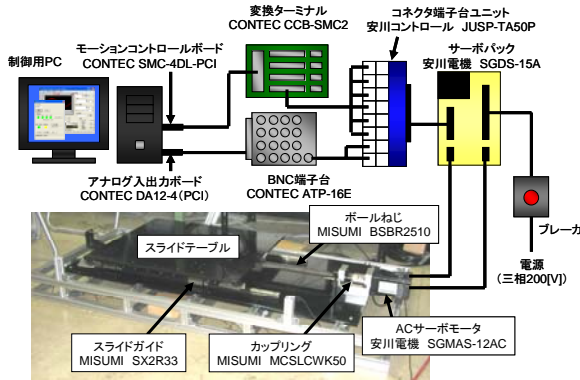 制御用PC
モーションコントロールボード
CONTEC SMC-4DL-PCI
変換ターミナル
CONTEC CCB-SMC2
コネクタ端子台ユニット
安川コントロール JUSP-TA50P
サーボパック
安川電機 SGDS-15A
アナログ入出力ボード
CONTEC DA12-4(PCI)
BNC端子台
CONTEC ATP-16E
ブレーカ
電源
(三相200[V])
スライドテーブル
ボールねじ
MISUMI BSBR2510
スライドガイド
MISUMI SX2R33
カップリング
MISUMI MCSLCWK50
ACサーボモータ
安川電機 SGMAS-12AC